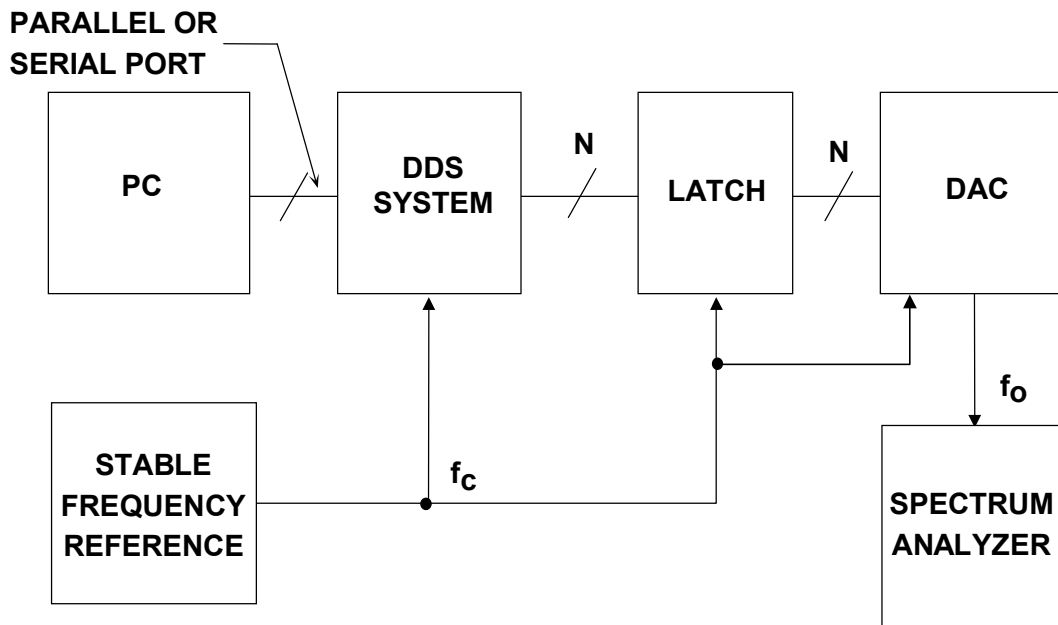 PARALLEL OR
SERIAL PORT
PC
DDS
SYSTEM
N
LATCH
N
DAC
fo
STABLE
FREQUENCY
REFERENCE
fc
SPECTRUM
ANALYZER